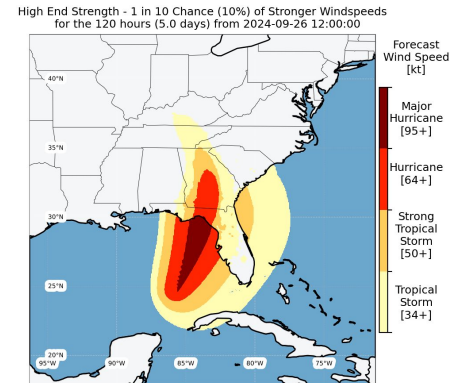 High End Strength - 1 in 10 Chance (10%) of Stronger Windspeeds
for the 120 hours (5.0 days) from 2024-09-26 12:00:00
Forecast
Wind Speed
[kt]
Major
Hurricane
[95+]
Hurricane
[64+]
Strong
Tropical
Storm
[50+]
Tropical
Storm
[34+]
40°N
35°N
30°N
25°N
20°N
95°W 90°W 85°W 80°W 75°W